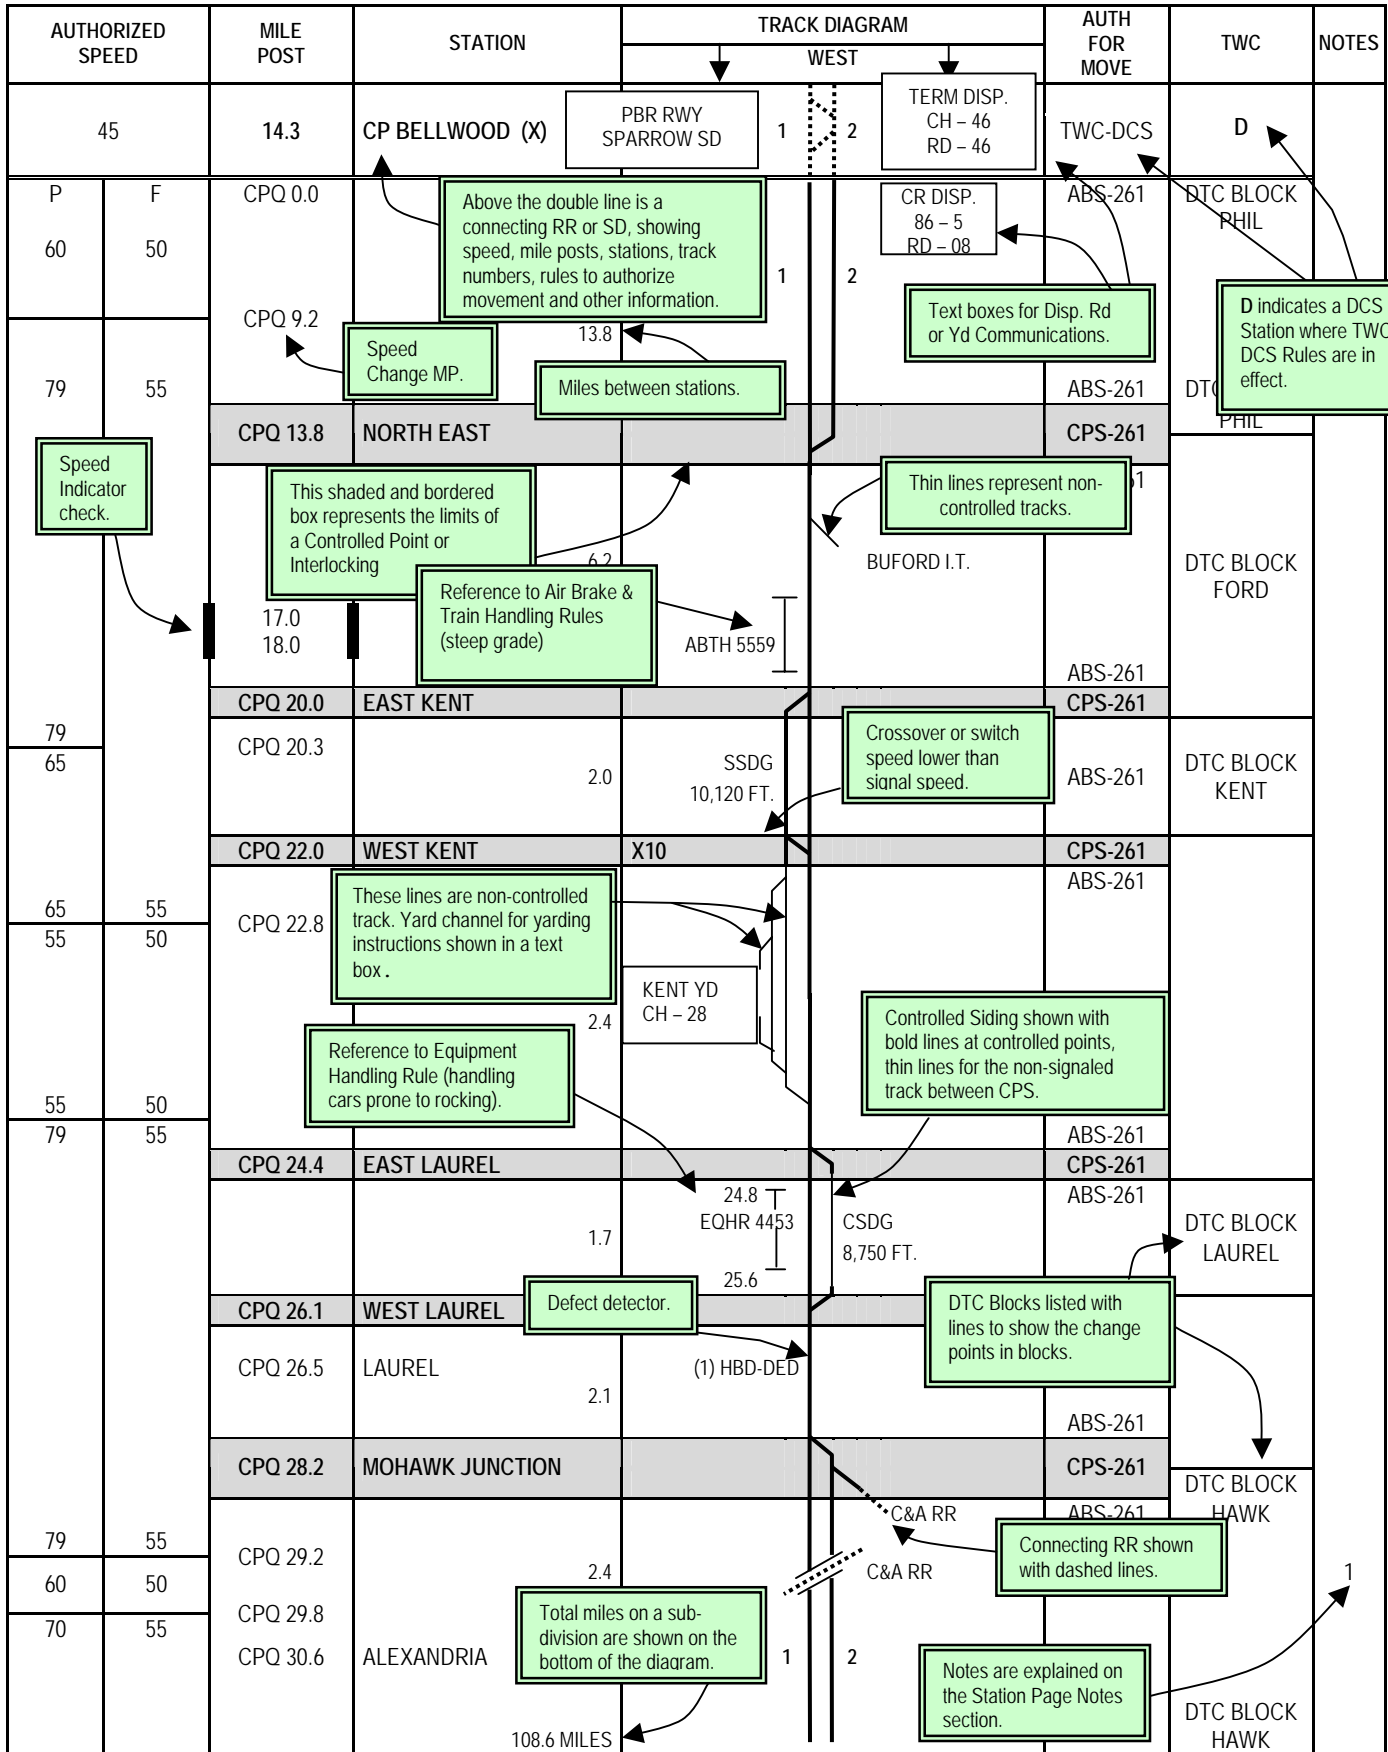 AUTHORIZED SPEED
MILE POST
STATION
TRACK DIAGRAM
WEST
AUTH FOR MOVE
TWC
NOTES
45
14.3
CP BELLWOOD (X)
PBR RWY
SPARROW SD
1
2
TERM DISP.
CH – 46
RD – 46
TWC-DCS
D
P
F
CPQ 0.0
Above the double line is a
connecting RR or SD, showing
speed, mile posts, stations, track
numbers, rules to authorize
movement and other information.
CR DISP.
86 – 5
RD – 08
ABS-261
DTC BLOCK
PHIL
60
50
1
2
Text boxes for Disp. Rd
or Yd Communications.
D indicates a DCS
Station where TWC
DCS Rules are in
effect.
CPQ 9.2
Speed
Change MP.
13.8
Miles between stations.
79
55
ABS-261
DTC
PHIL
CPQ 13.8
NORTH EAST
CPS-261
Speed
Indicator
check.
This shaded and bordered
box represents the limits of
a Controlled Point or
Interlocking
Thin lines represent non-
controlled tracks.
1
6.2
BUFORD I.T.
DTC BLOCK
FORD
Reference to Air Brake &
Train Handling Rules
(steep grade)
17.0
18.0
ABTH 5559
ABS-261
CPQ 20.0
EAST KENT
CPS-261
79
65
CPQ 20.3
2.0
SSDG
10,120 FT.
Crossover or switch
speed lower than
signal speed.
ABS-261
DTC BLOCK
KENT
CPQ 22.0
WEST KENT
X10
CPS-261
ABS-261
65
55
55
50
CPQ 22.8
These lines are non-controlled
track. Yard channel for yarding
instructions shown in a text
box .
KENT YD
CH – 28
2.4
Controlled Siding shown with
bold lines at controlled points,
thin lines for the non-signaled
track between CPS.
Reference to Equipment
Handling Rule (handling
cars prone to rocking).
55
50
79
55
ABS-261
CPQ 24.4
EAST LAUREL
CPS-261
ABS-261
24.8
EQHR 4453
25.6
1.7
CSDG
8,750 FT.
DTC BLOCK
LAUREL
CPQ 26.1
WEST LAUREL
Defect detector.
DTC Blocks listed with
lines to show the change
points in blocks.
CPQ 26.5
LAUREL
(1) HBD-DED
2.1
ABS-261
CPQ 28.2
MOHAWK JUNCTION
CPS-261
DTC BLOCK
HAWK
C&A RR
ABS-261
79
55
CPQ 29.2
2.4
C&A RR
Connecting RR shown
with dashed lines.
1
60
50
CPQ 29.8
70
55
Total miles on a sub-
division are shown on the
bottom of the diagram.
CPQ 30.6
ALEXANDRIA
1
2
Notes are explained on
the Station Page Notes
section.
108.6 MILES
DTC BLOCK
HAWK